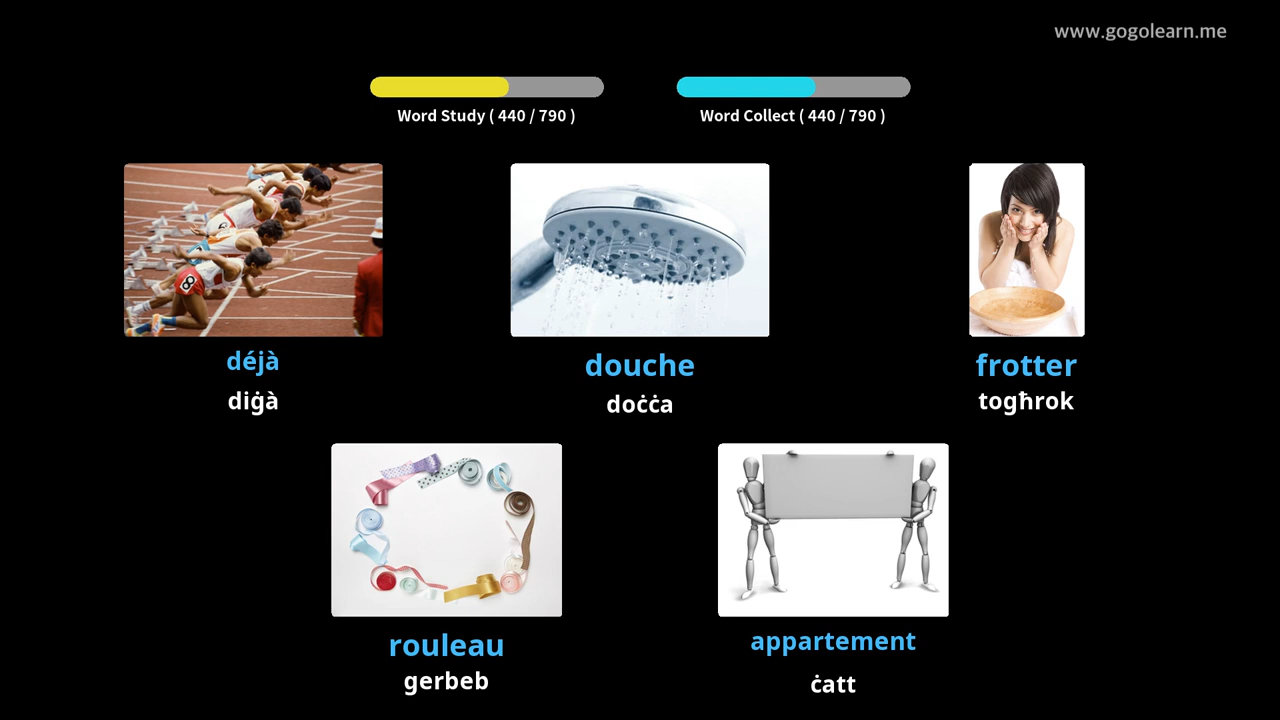 www.gogolearn.me
Word Study ( 440 / 790 )
Word Collect ( 440 / 790 )
déjà
diġà
douche
doċċa
frotter
togħrok
rouleau
gerbeb
appartement
ċatt